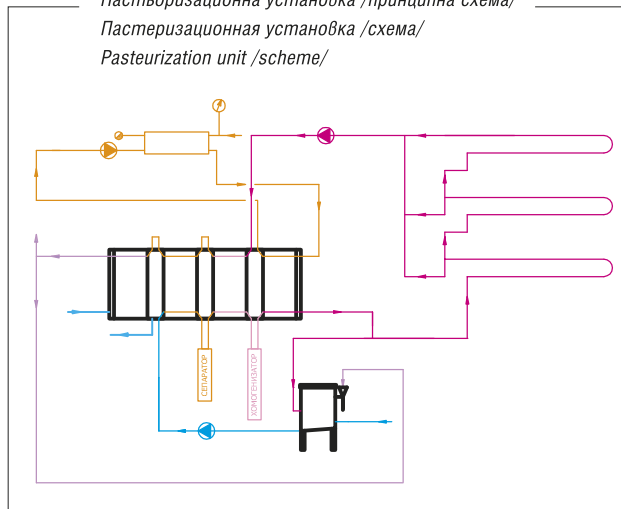 Пастьоризационна установка /принципна схема/
Пастеризационная установка /схема/
Pasteurization unit /scheme/
СЕПАРАТОР
ХОМОГЕНИЗАТОР